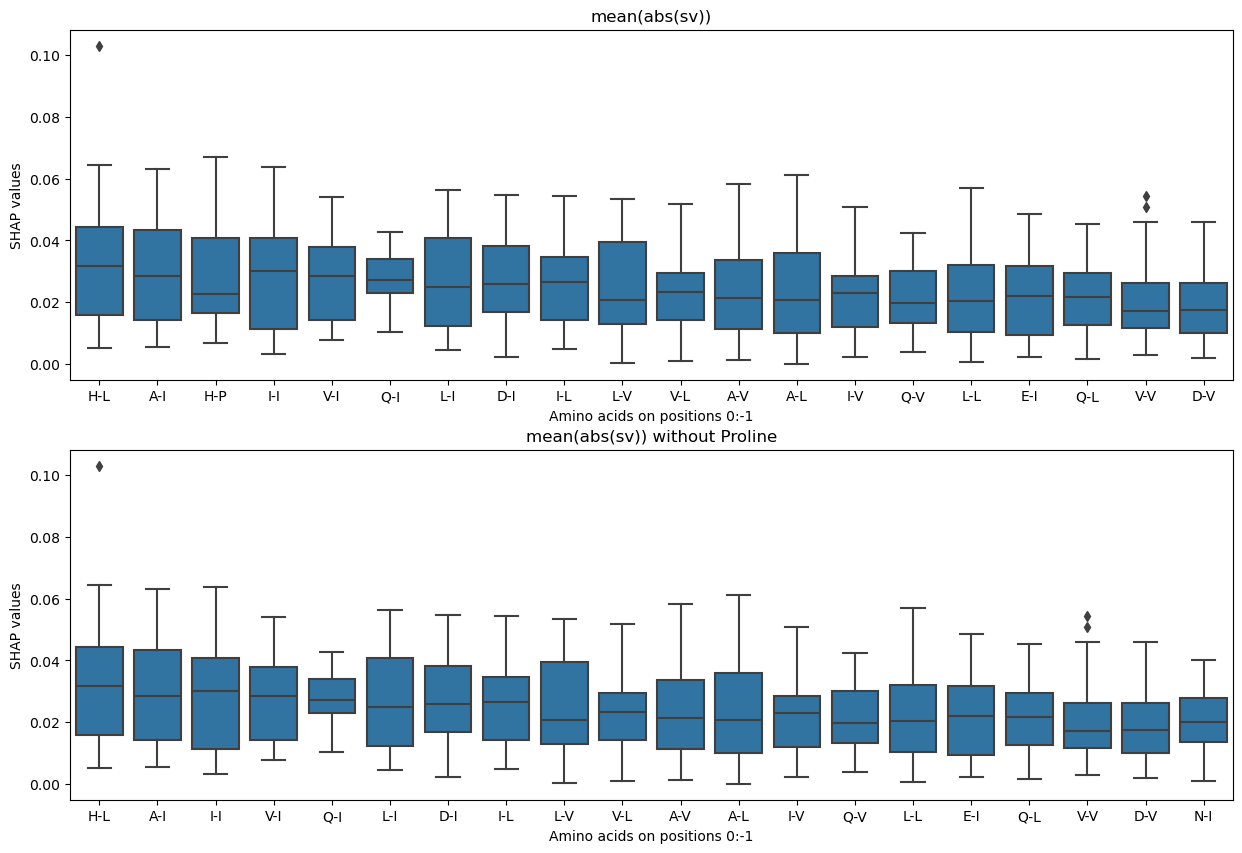 mean(abs(sv))
0.10
0.08
0.06
0.04
0.02
0.00
SHAP values
H-L A-I H-P I-I V-I Q-I L-I D-I I-L L-V V-L A-V A-L I-V Q-V L-L E-I Q-L V-V D-V
Amino acids on positions 0:-1
mean(abs(sv)) without Proline
0.10
0.08
0.06
0.04
0.02
0.00
SHAP values
H-L A-I I-I V-I Q-I L-I D-I I-L L-V V-L A-V A-L I-V Q-V L-L E-I Q-L V-V D-V N-I
Amino acids on positions 0:-1